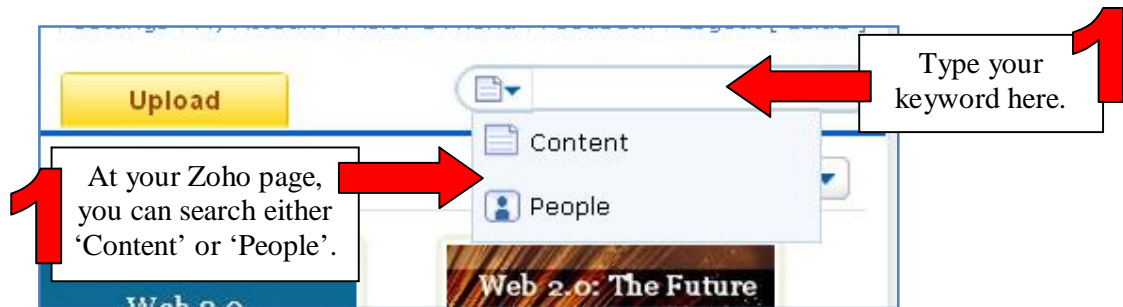 Upload
1
Type your
keyword here.
Content
People
1
At your Zoho page,
you can search either
‘Content’ or ‘People’.
Web 2.0: The Future
Web 2.0